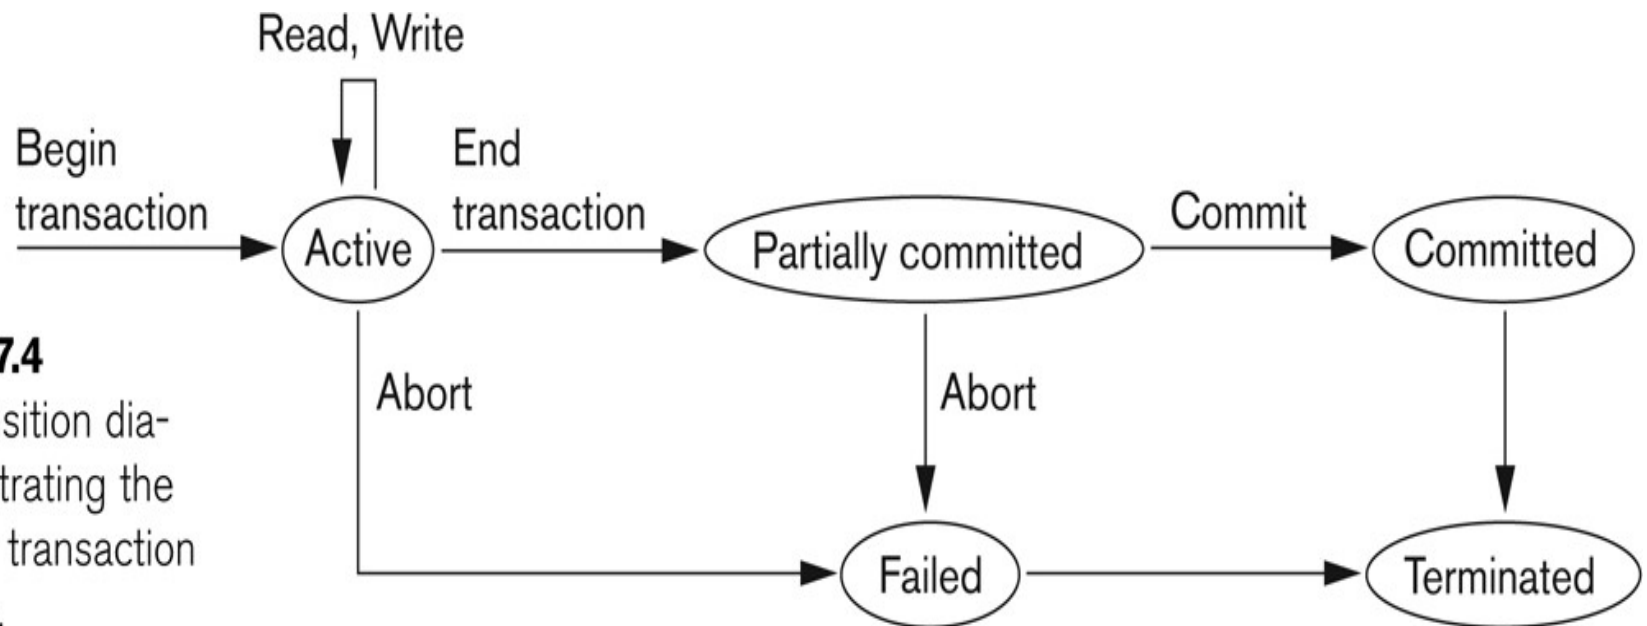 Read, Write
Begin
transaction
End
transaction
Active
Partially committed
Commit
Committed
7.4
sition dia-
trating the
transaction
Abort
Abort
Failed
Terminated